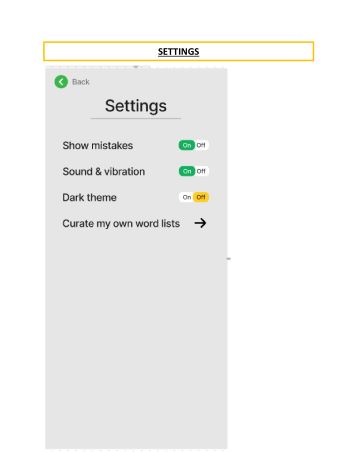 SETTINGS
Back
Settings
Show mistakes On Off
Sound & vibration On Off
Dark theme On Off
Curate my own word lists